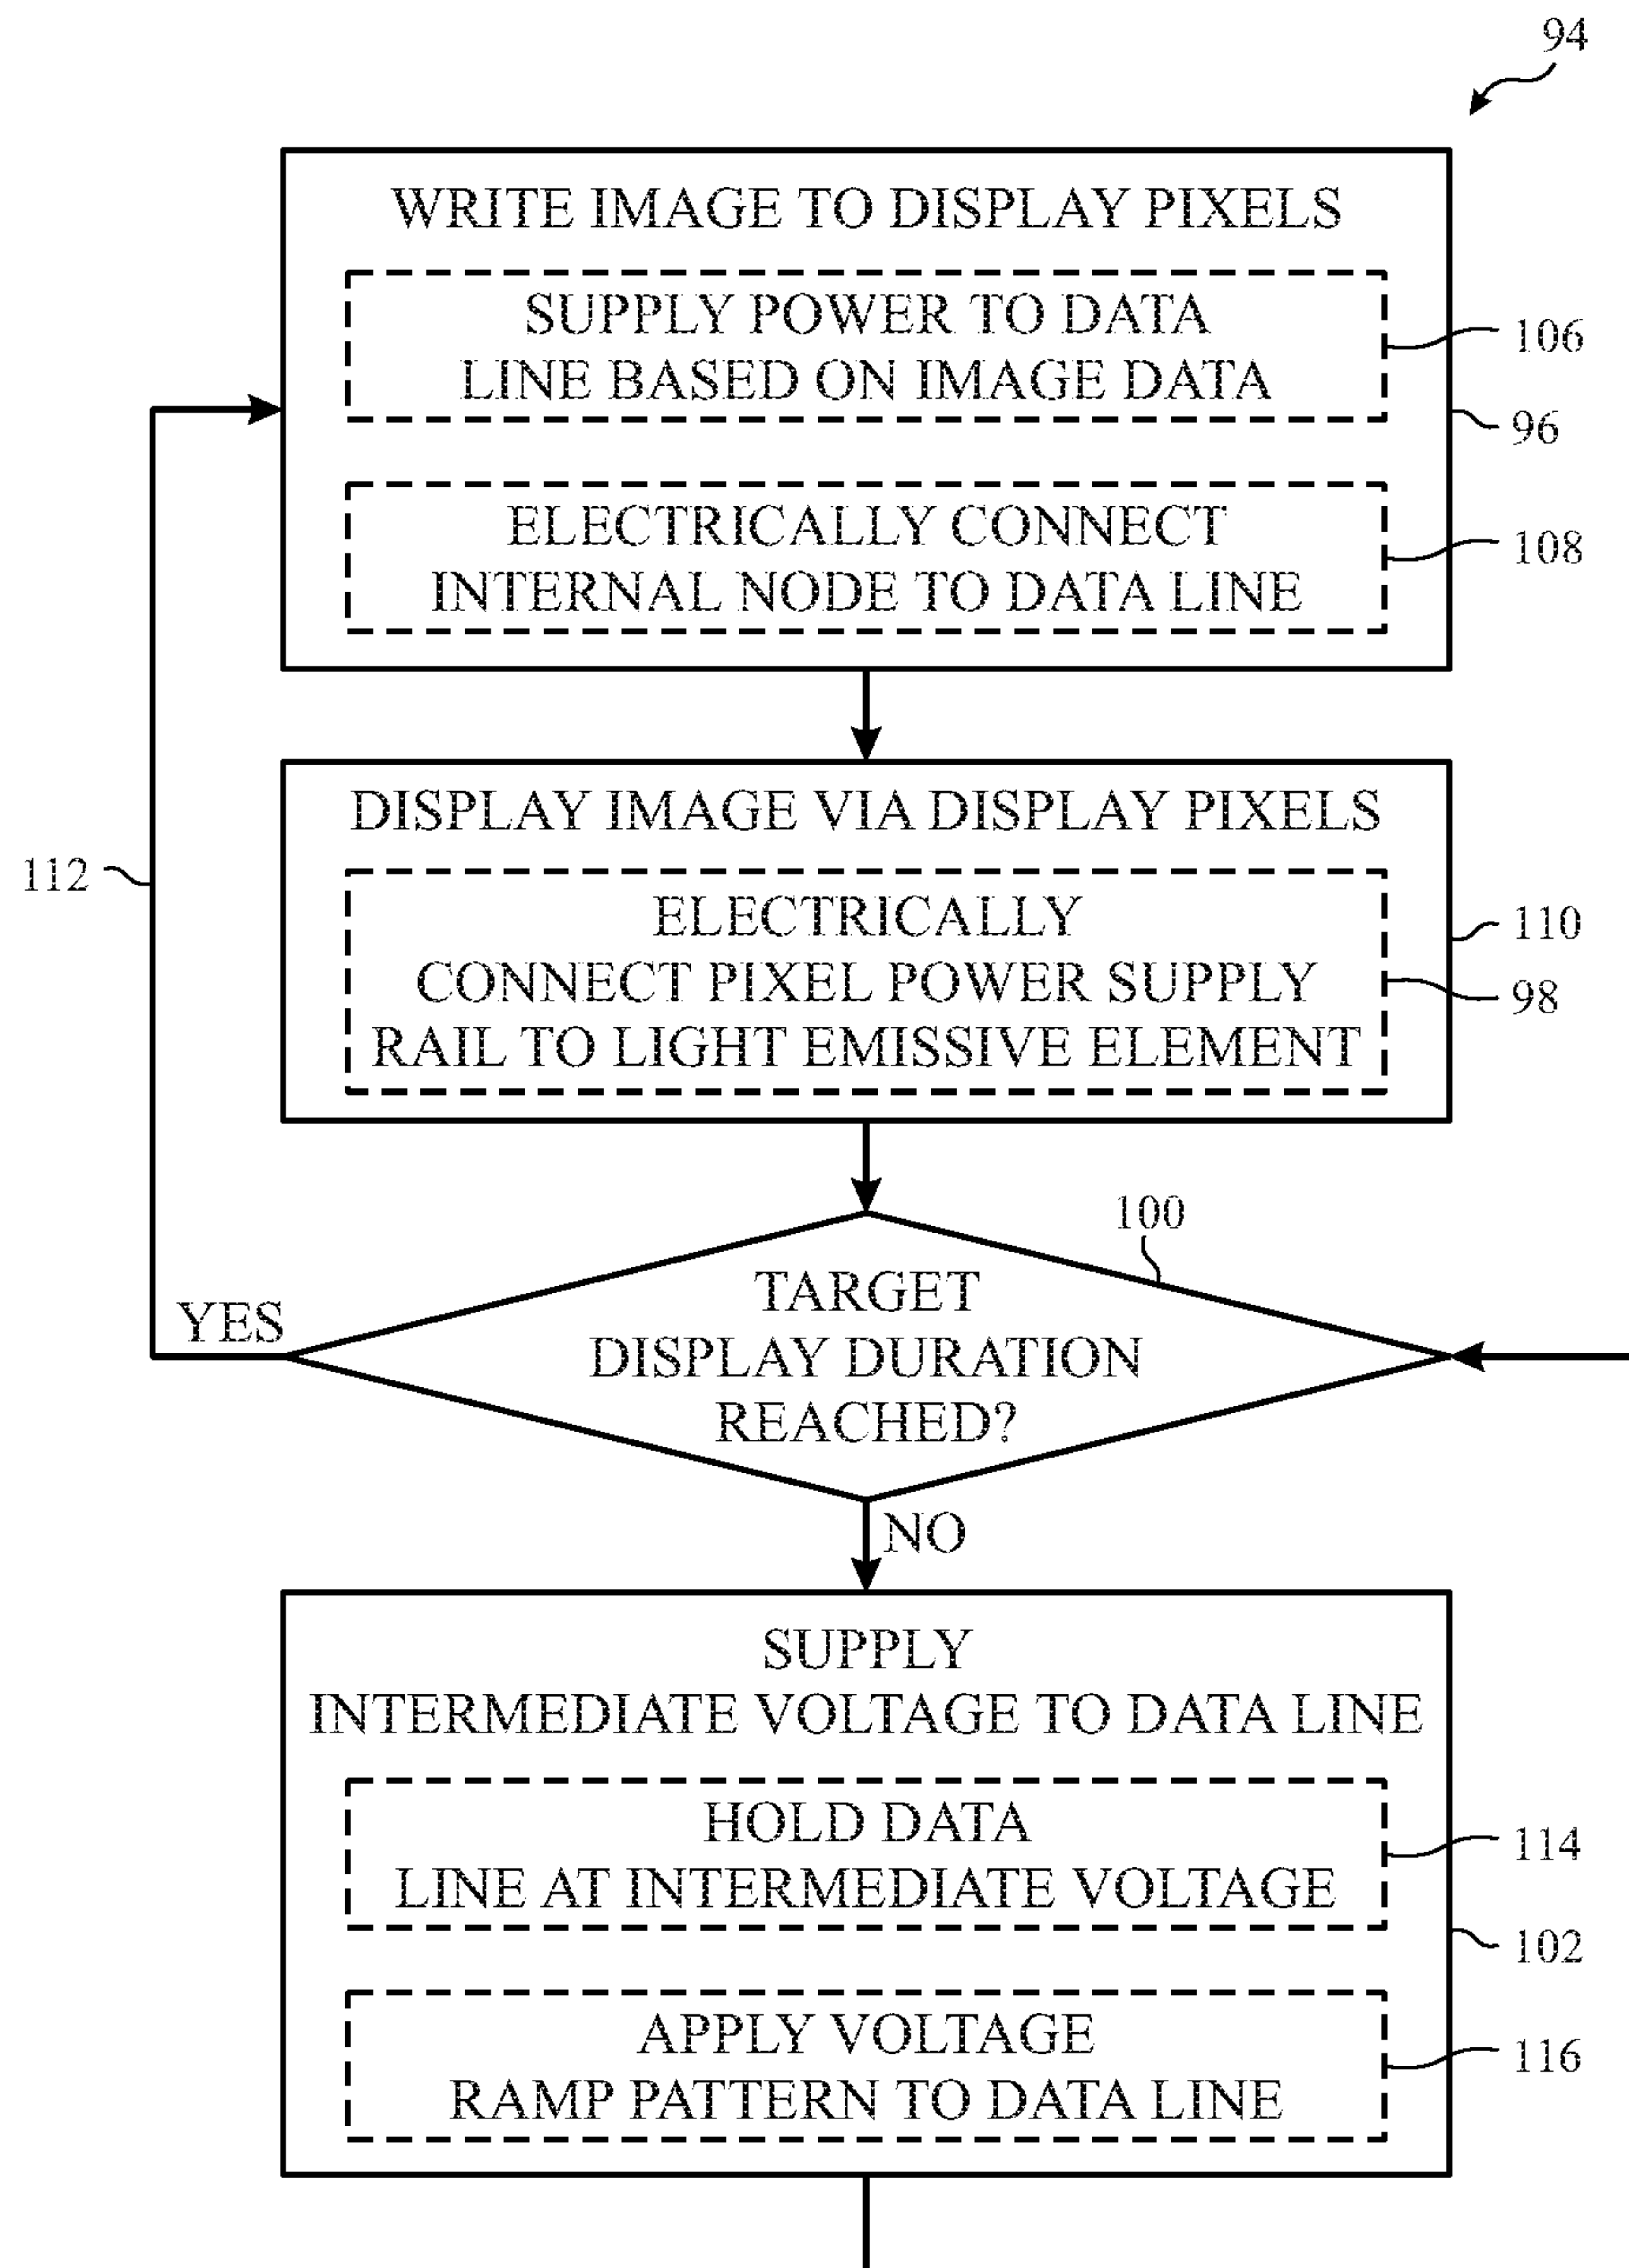 94
WRITE IMAGE TO DISPLAY PIXELS
SUPPLY POWER TO DATA
LINE BASED ON IMAGE DATA
106
96
ELECTRICALLY CONNECT
INTERNAL NODE TO DATA LINE
108
DISPLAY IMAGE VIA DISPLAY PIXELS
ELECTRICALLY
CONNECT PIXEL POWER SUPPLY
RAIL TO LIGHT EMISSIVE ELEMENT
110
98
112
100
TARGET
DISPLAY DURATION
REACHED?
YES
NO
SUPPLY
INTERMEDIATE VOLTAGE TO DATA LINE
HOLD DATA
LINE AT INTERMEDIATE VOLTAGE
114
102
APPLY VOLTAGE
RAMP PATTERN TO DATA LINE
116